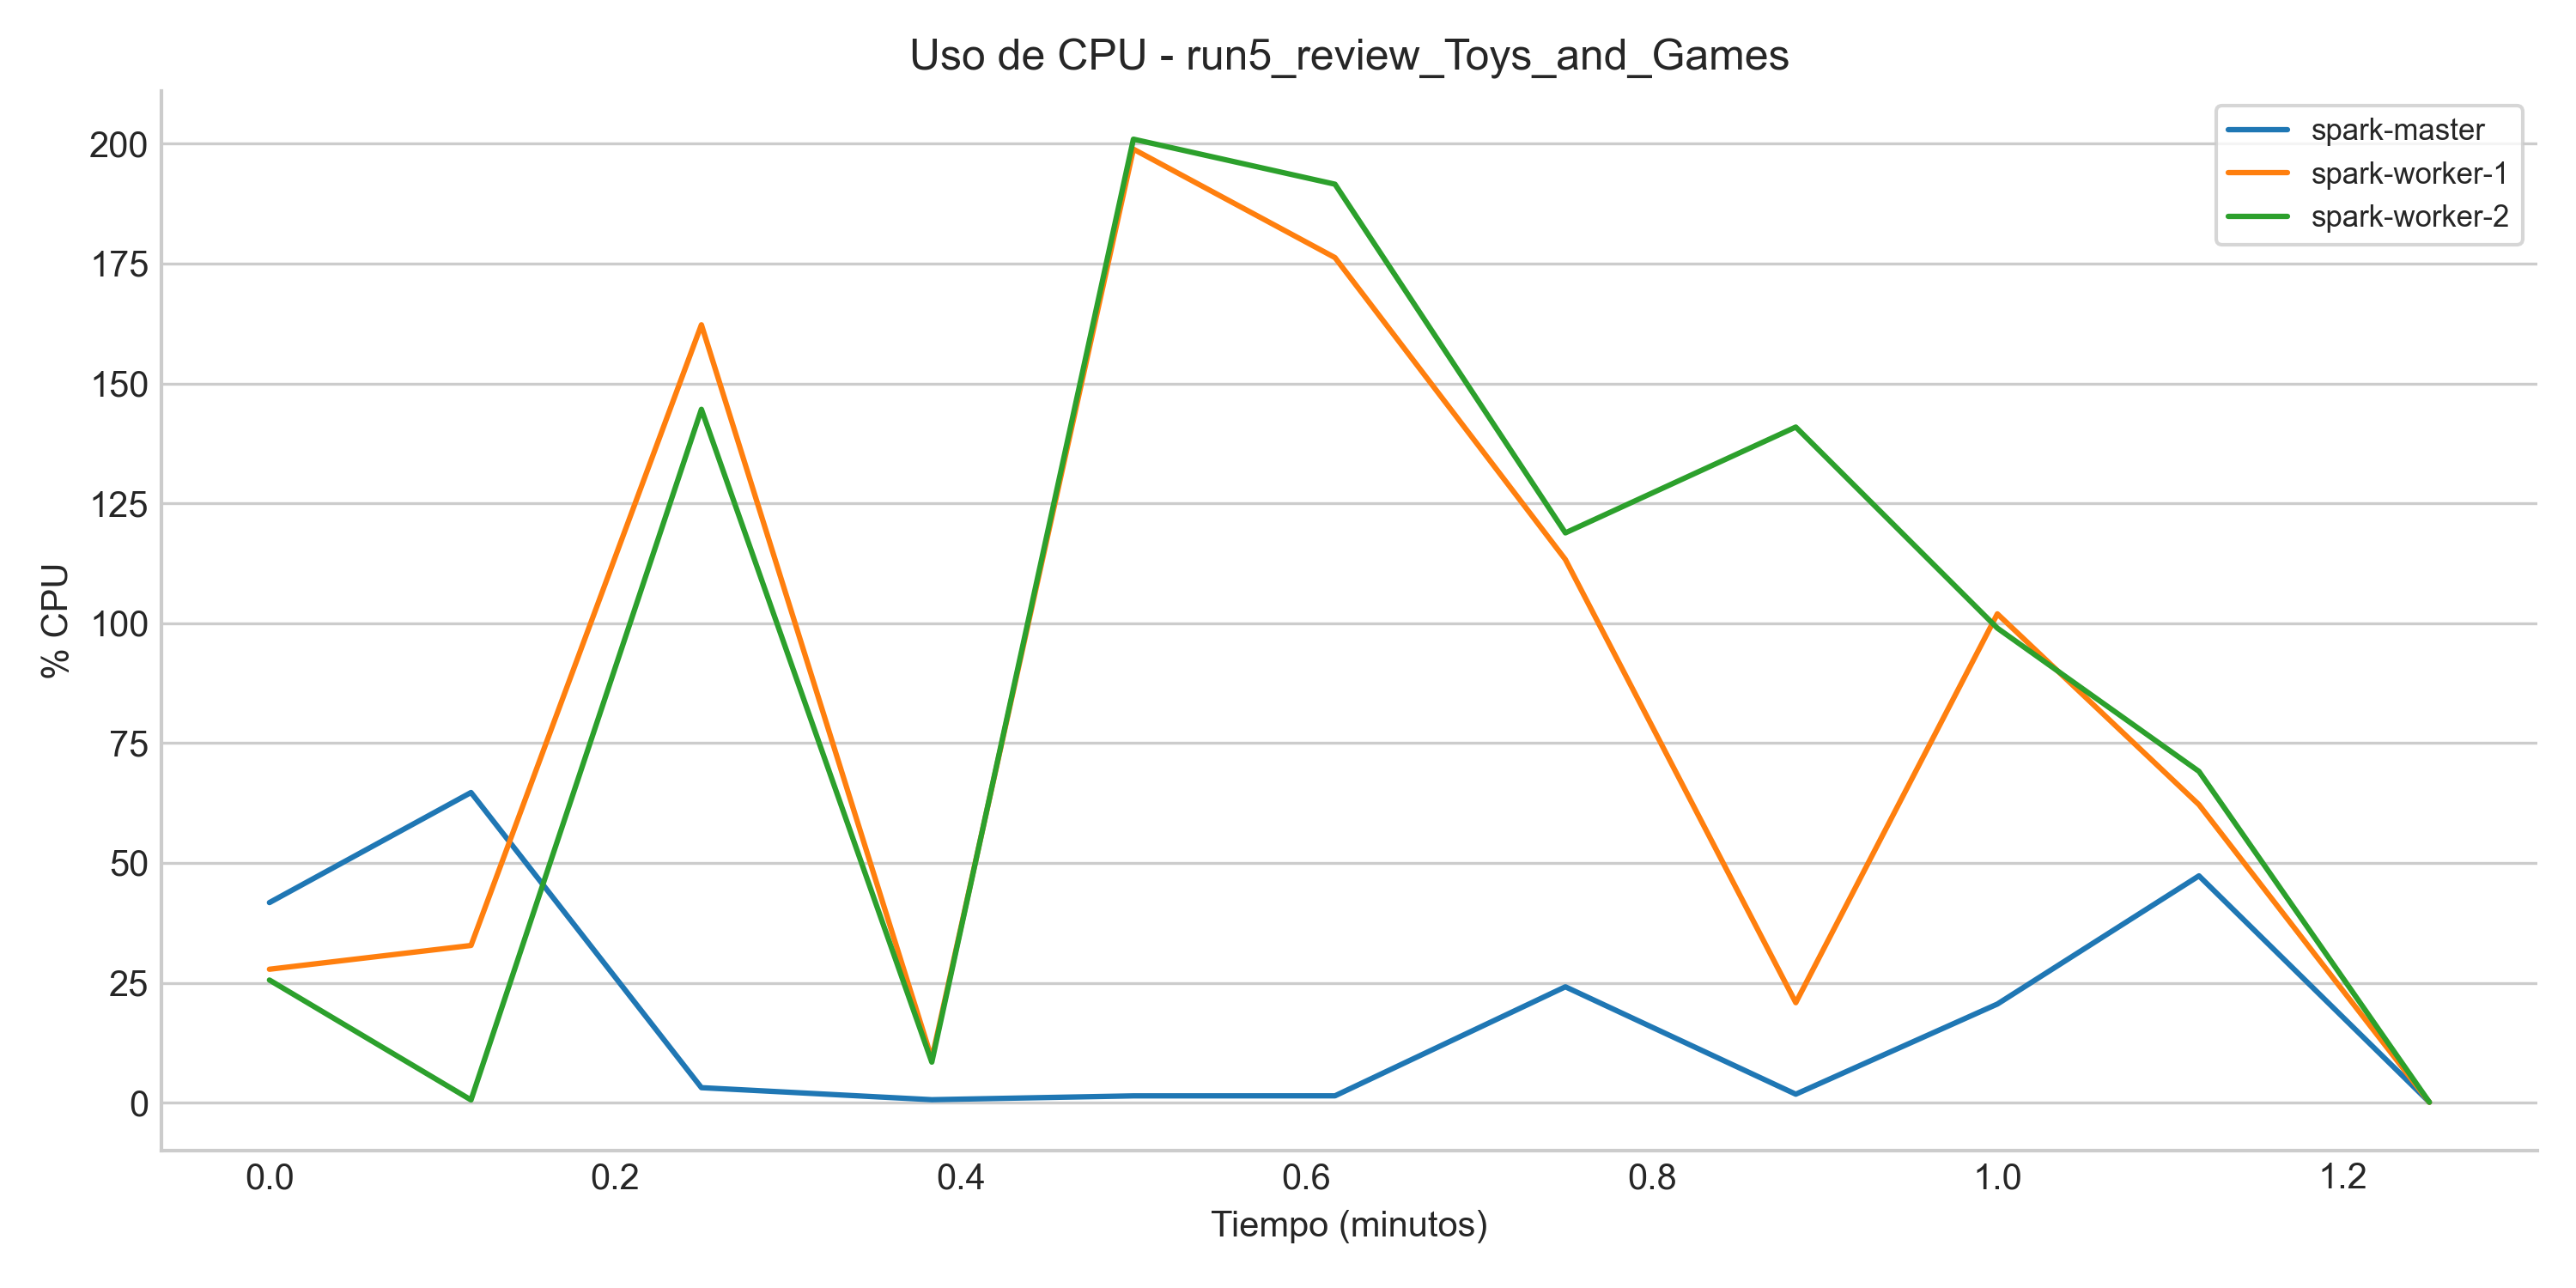 Uso de CPU - run5_review_Toys_and_Games
spark-master
spark-worker-1
spark-worker-2
% CPU
200
175
150
125
100
75
50
25
0
0.0 0.2 0.4 0.6 0.8 1.0 1.2
Tiempo (minutos)